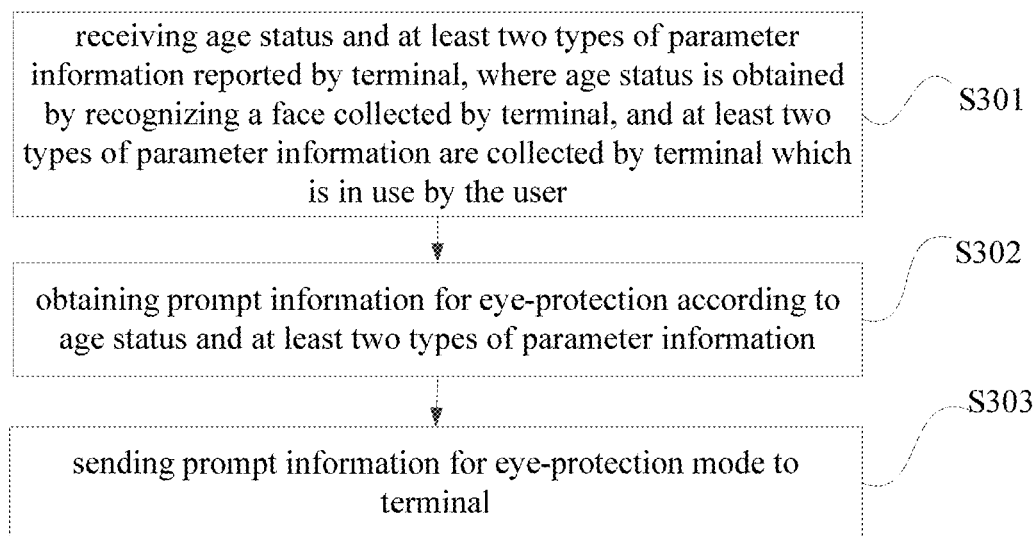 receiving age status and at least two types of parameter
information reported by terminal, where age status is obtained
by recognizing a face collected by terminal, and at least two
types of parameter information are collected by terminal which
is in use by the user
S301
obtaining prompt information for eye-protection according to
age status and at least two types of parameter information
S302
sending prompt information for eye-protection mode to
terminal
S303